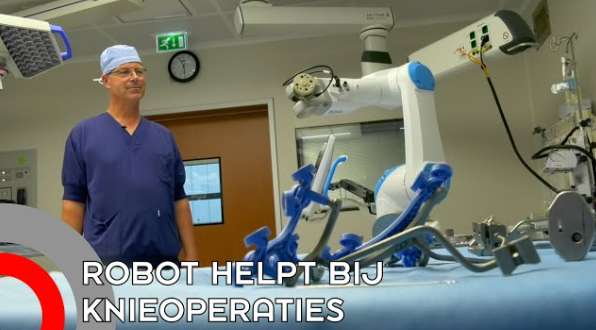 ROBOT HELPT BIJ
KNIEOPERATIES